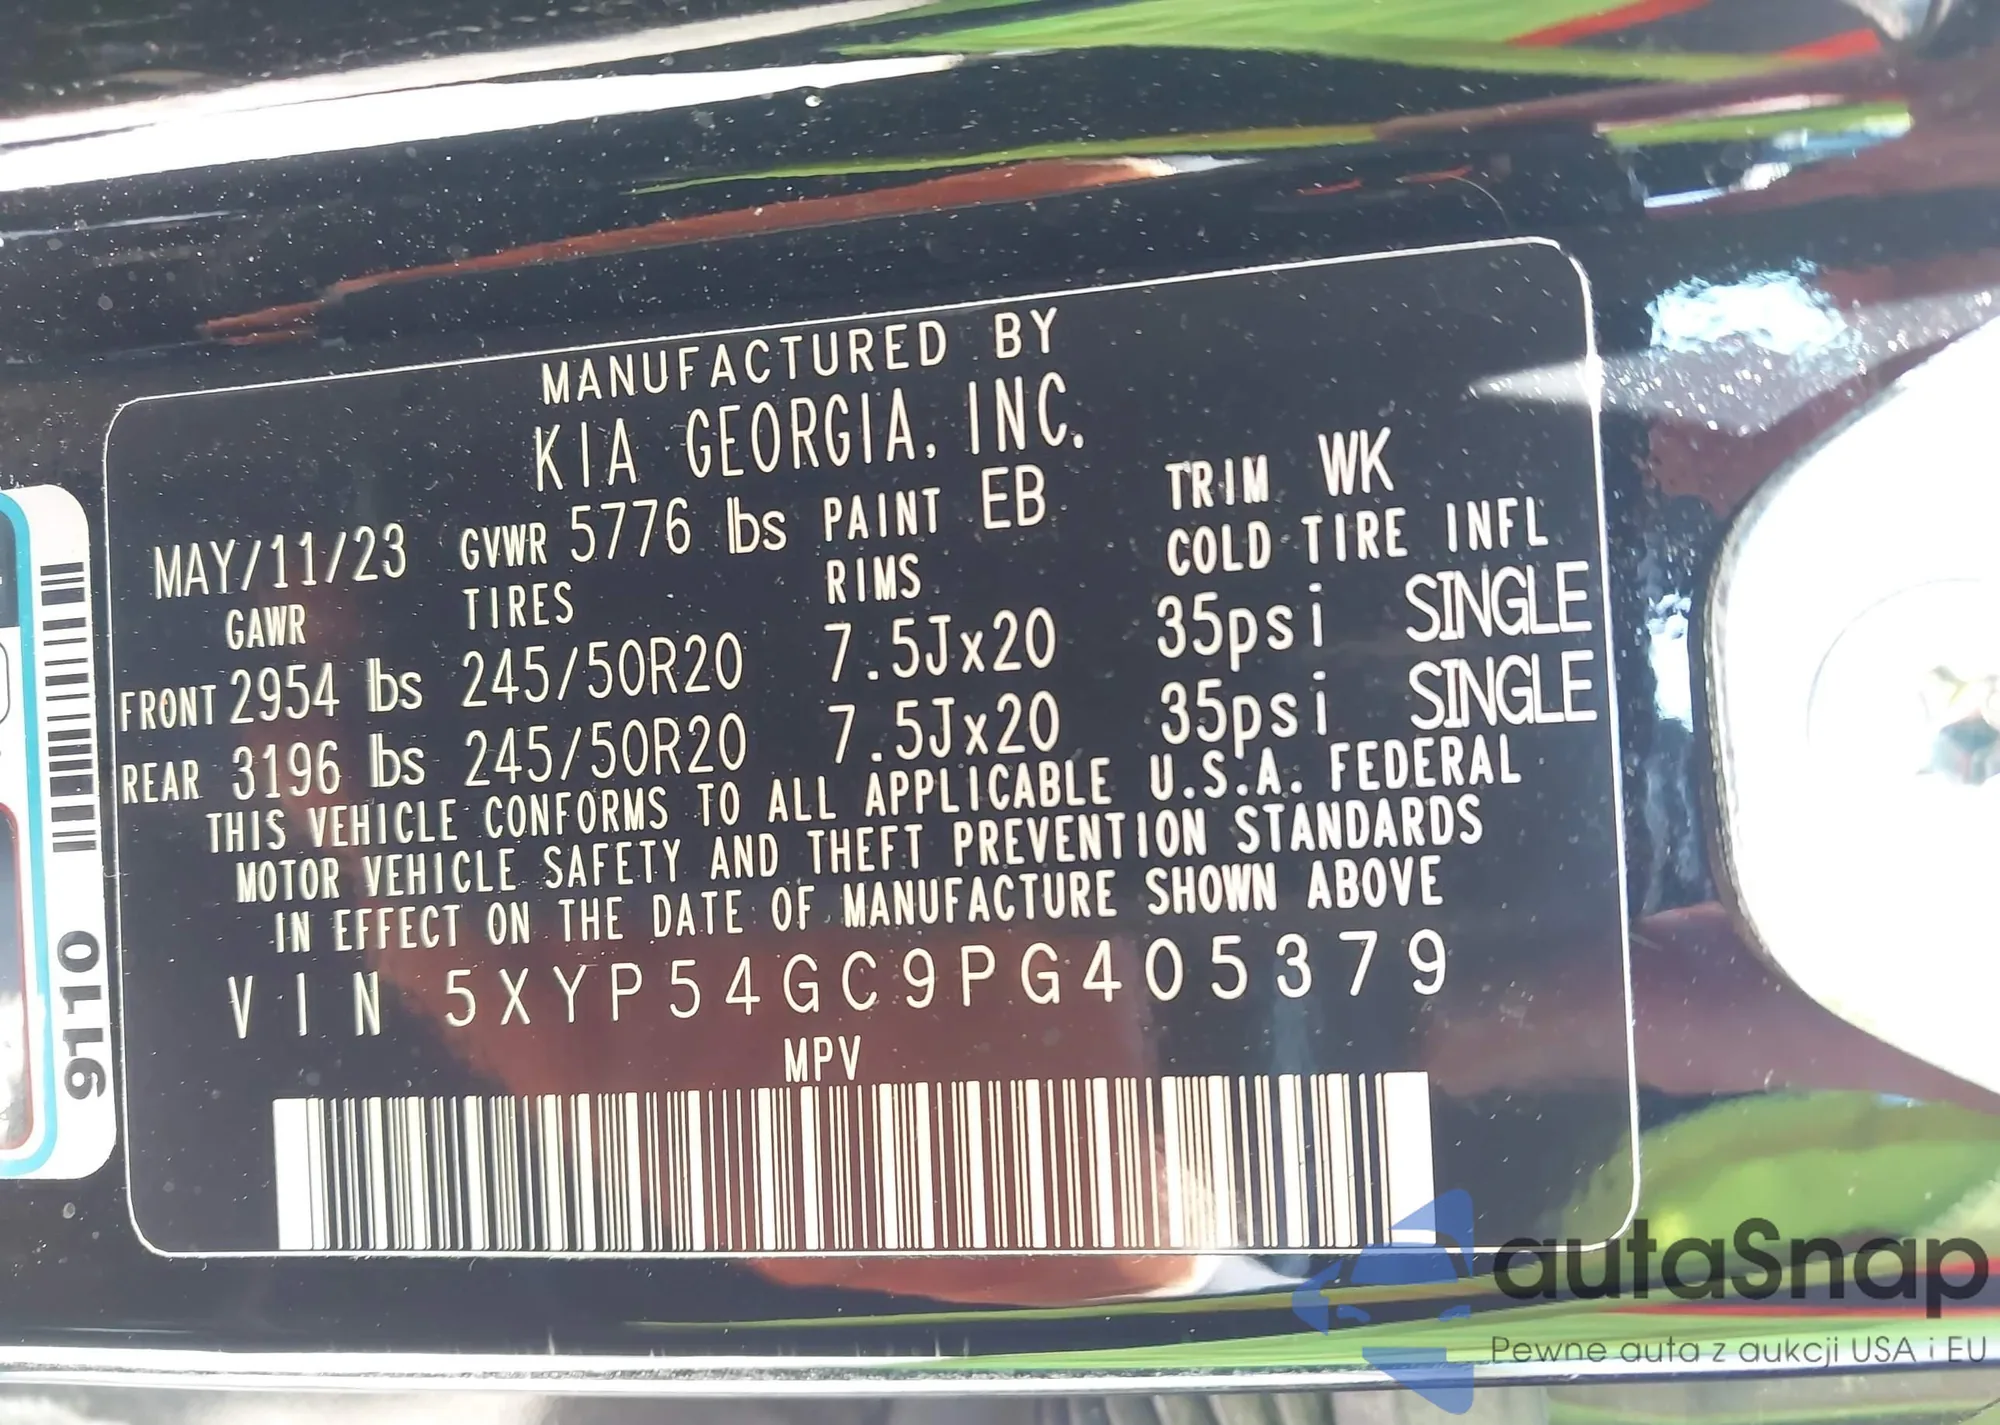 MANUFACTURED BY
KIA GEORGIA, INC.
MAY/11/23 GVWR 5776 lbs PAINT EB TRIM WK
GAWR TIRES RIMS COLD TIRE INFL
FRONT 2954 lbs 245/50R20 7.5Jx20 35psi SINGLE
REAR 3196 lbs 245/50R20 7.5Jx20 35psi SINGLE
THIS VEHICLE CONFORMS TO ALL APPLICABLE U.S.A. FEDERAL
MOTOR VEHICLE SAFETY AND THEFT PREVENTION STANDARDS
IN EFFECT ON THE DATE OF MANUFACTURE SHOWN ABOVE
VIN 5XYP54GC9PG405379
MPV
9110
autaSnap
Pewne auta z aukcji USA i EU